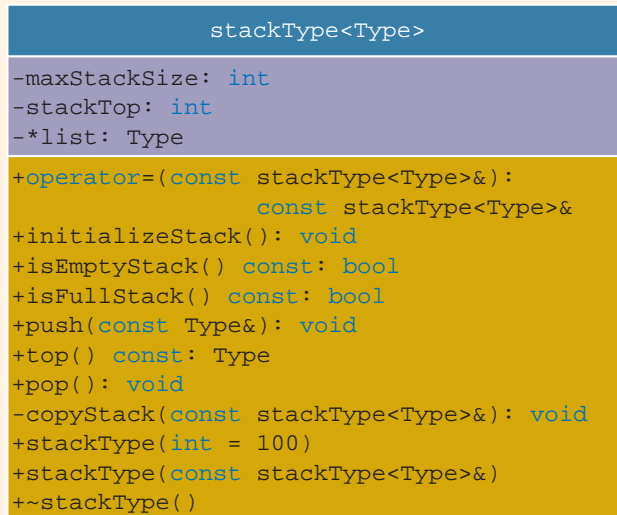 stackType<Type>
-maxStackSize: int
-stackTop: int
-*list: Type
+operator=(const stackType<Type>&):
const stackType<Type>&
+initializeStack(): void
+isEmptyStack() const: bool
+isFullStack() const: bool
+push(const Type&): void
+top() const: Type
+pop(): void
-copyStack(const stackType<Type>&): void
+stackType(int = 100)
+stackType(const stackType<Type>&)
+~stackType()